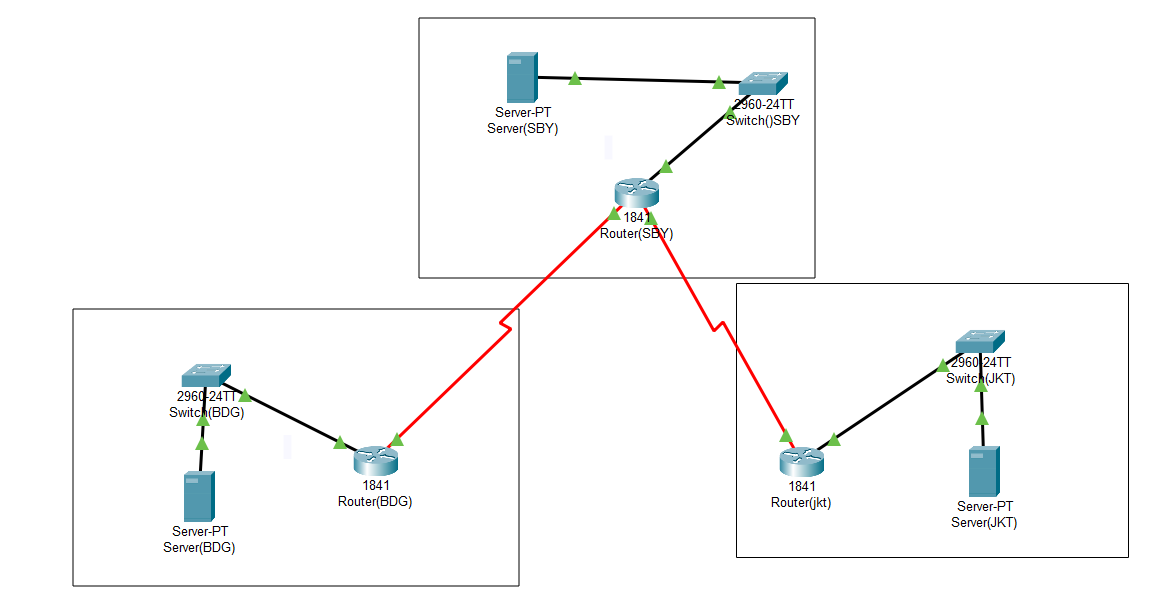 Server-PT
Server(SBY)
2960-24TT
Switch()SBY
1841
Router(SBY)
2960-24TT
Switch(BDG)
1841
Router(BDG)
Server-PT
Server(BDG)
2960-24TT
Switch(JKT)
1841
Router(jkt)
Server-PT
Server(JKT)